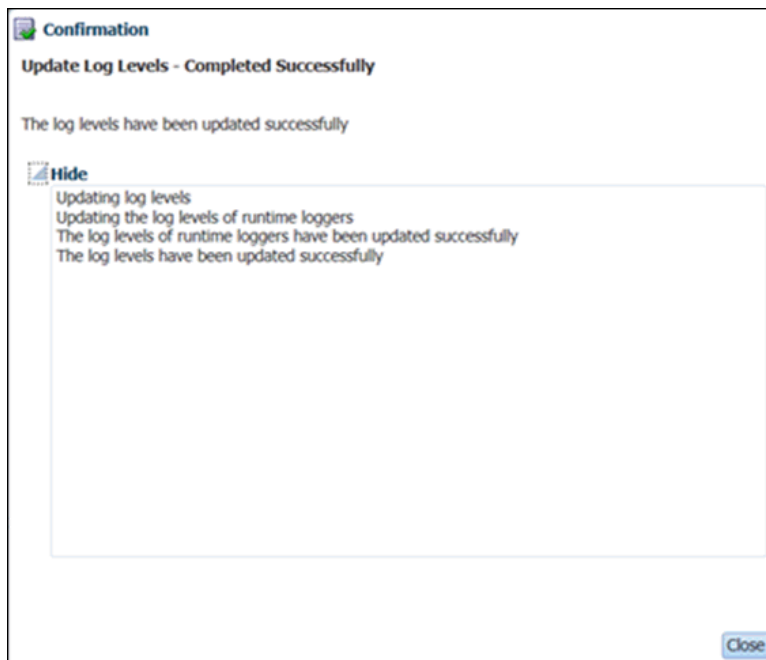 Confirmation
Update Log Levels - Completed Successfully
The log levels have been updated successfully
Hide
Updating log levels
Updating the log levels of runtime loggers
The log levels of runtime loggers have been updated successfully
The log levels have been updated successfully
Close